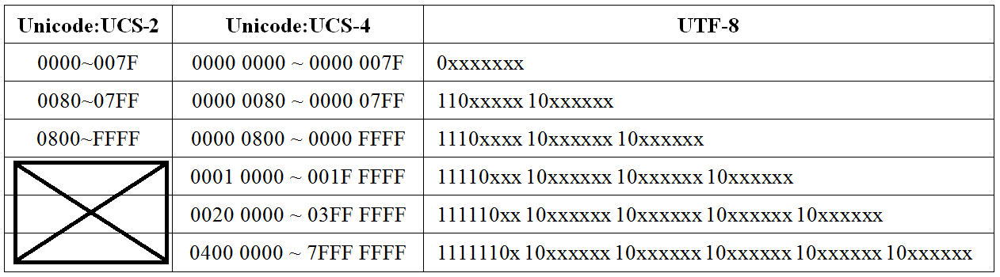 Unicode:UCS-2 Unicode:UCS-4 UTF-8
0000~007F 0000 0000 ~ 0000 007F 0xxxxxxx
0080~07FF 0000 0080 ~ 0000 07FF 110xxxxx 10xxxxxx
0800~FFFF 0000 0800 ~ 0000 FFFF 1110xxxx 10xxxxxx 10xxxxxx
0001 0000 ~ 001F FFFF 11110xxx 10xxxxxx 10xxxxxx 10xxxxxx
0020 0000 ~ 03FF FFFF 111110xx 10xxxxxx 10xxxxxx 10xxxxxx 10xxxxxx
0400 0000 ~ 7FFF FFFF 1111110x 10xxxxxx 10xxxxxx 10xxxxxx 10xxxxxx 10xxxxxx